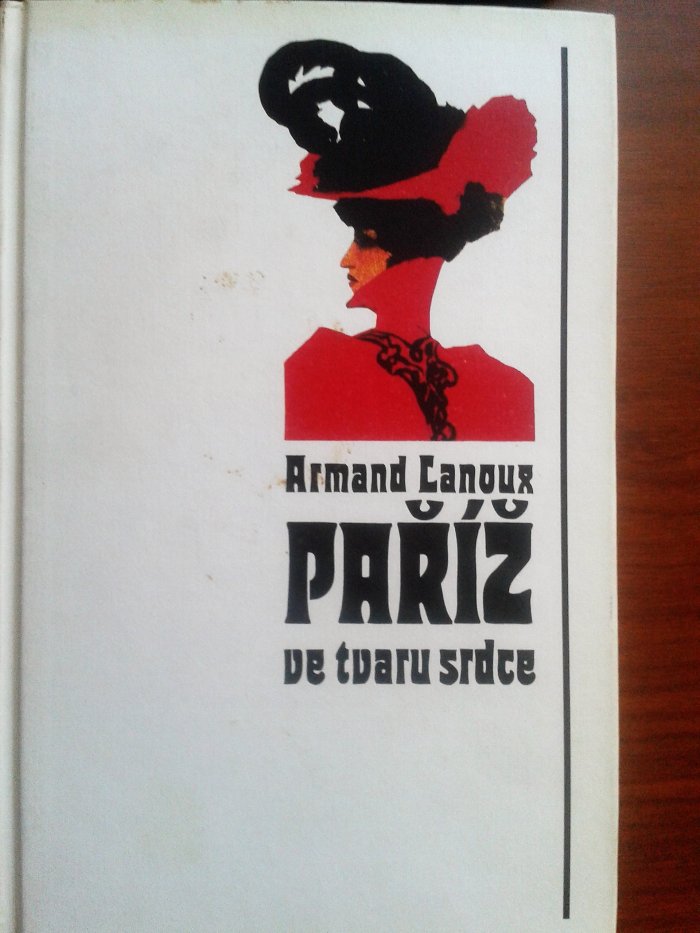 Armand Lanoux
PAŘÍŽ
ve tvaru srdce